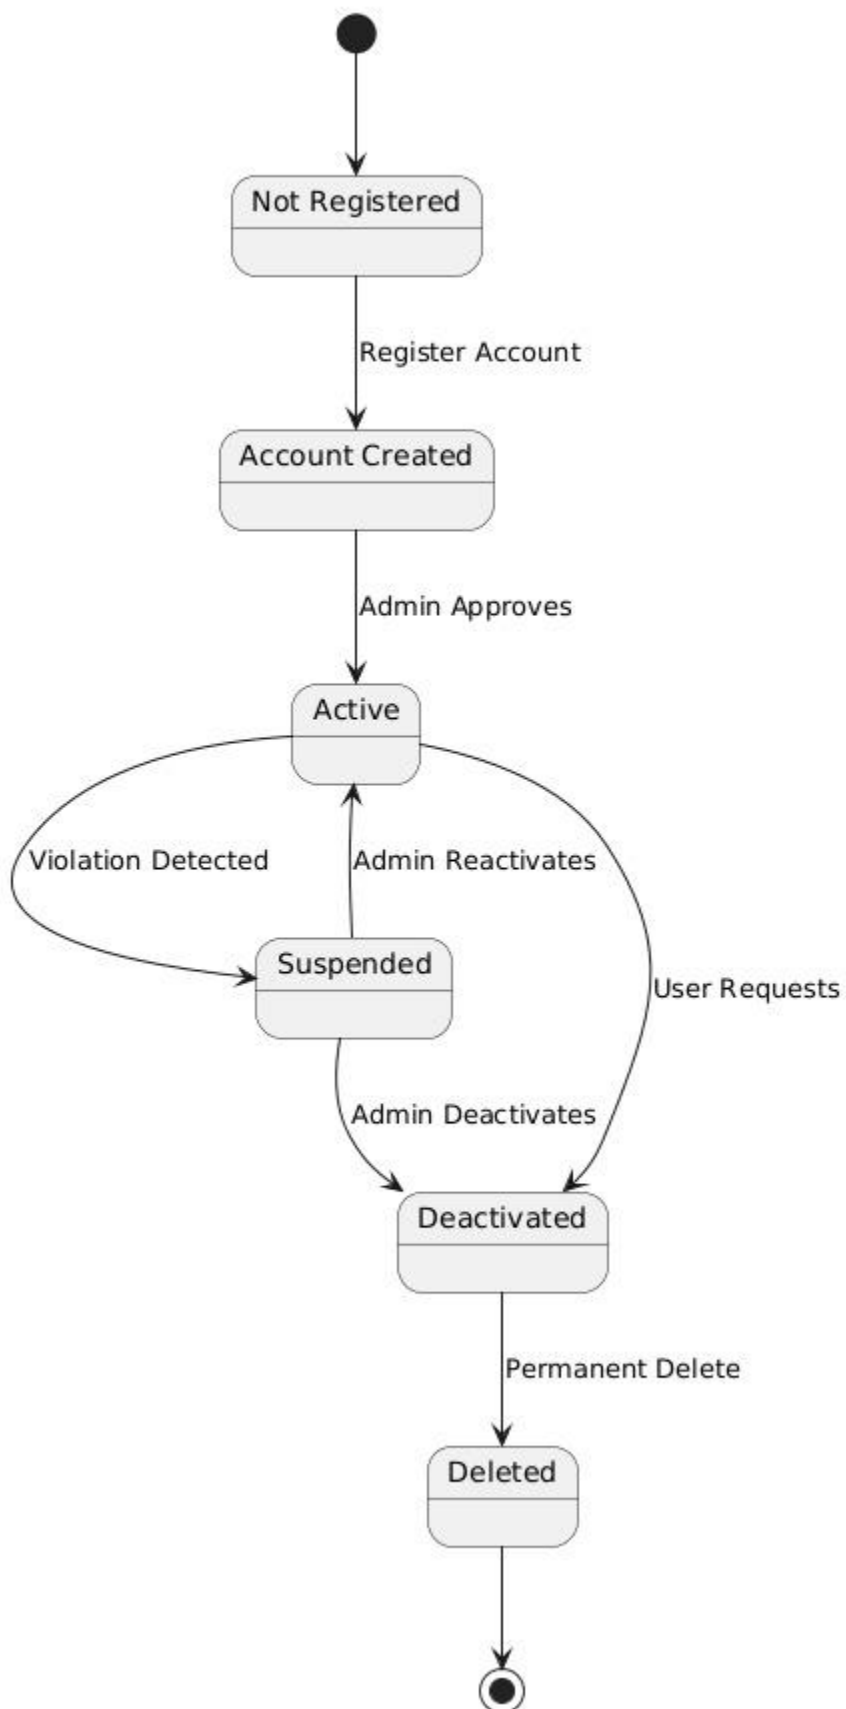 Not Registered
Register Account
Account Created
Admin Approves
Active
Violation Detected
Admin Reactivates
Suspended
User Requests
Admin Deactivates
Deactivated
Permanent Delete
Deleted